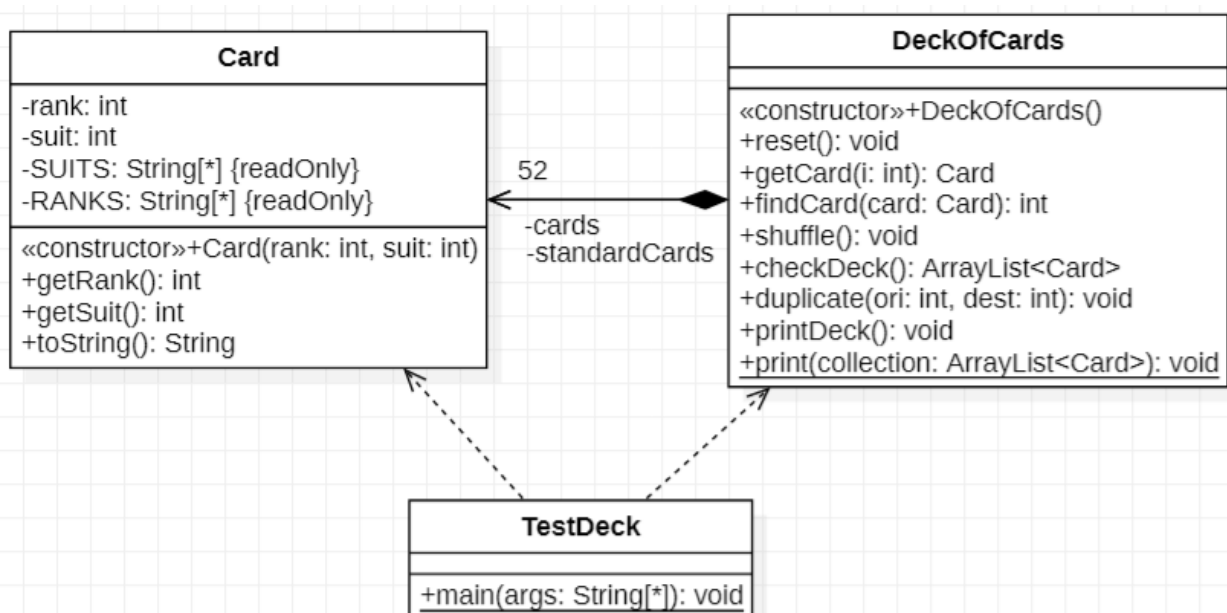 Card
-rank: int
-suit: int
-SUITS: String[*] {readOnly}
-RANKS: String[*] {readOnly}
«constructor»+Card(rank: int, suit: int)
+getRank(): int
+getSuit(): int
+toString(): String
52
-cards
-standardCards
DeckOfCards
«constructor»+DeckOfCards()
+reset(): void
+getCard(i: int): Card
+findCard(card: Card): int
+shuffle(): void
+checkDeck(): ArrayList<Card>
+duplicate(ori: int, dest: int): void
+printDeck(): void
+print(collection: ArrayList<Card>): void
TestDeck
+main(args: String[*]): void